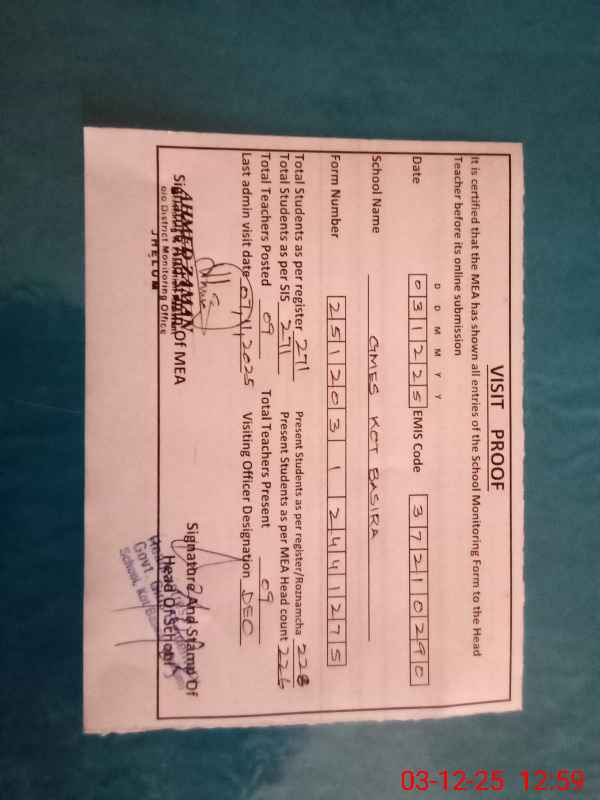 VISIT PROOF
It is certified that the MEA has shown all entries of the School Monitoring Form to the Head
Teacher before its online submission
D D M M Y Y
Date 0 3 1 2 2 5 EMIS Code 3 7 2 1 0 2 9 0
School Name GMES KOT BASIRA
Form Number 2 5 1 2 0 3 1 2 4 4 1 2 7 5
Total Students as per register 271 Present Students as per register/Roznamcha 228
Total Students as per SIS 271 Present Students as per MEA Head count 226
Total Teachers Posted 09 Total Teachers Present 09
Last admin visit date 07/11/2025 Visiting Officer Designation DEO
Signature And Stamp Of
Head Of School
AHMED ZAMAN Of MEA
o/o District Monitoring Office
JHELUM
Govt.
School, Kot
03-12-25 12:59